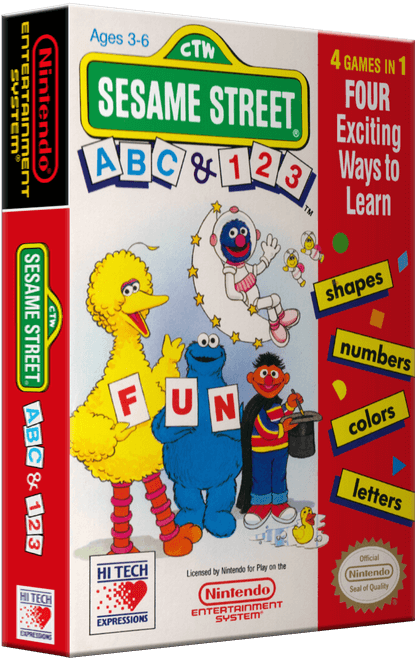 Nintendo
ENTERTAINMENT
SYSTEM®
CTW
SESAME STREET
ABC & 123
HI TECH
EXPRESSIONS
Ages 3-6
CTW
SESAME STREET®
ABC & 123™
4 GAMES IN 1
FOUR
Exciting
Ways to
Learn
shapes
numbers
colors
letters
FUN
HI TECH
EXPRESSIONS
Licensed by Nintendo for Play on the
Nintendo
ENTERTAINMENT
SYSTEM®
Official
Nintendo
Seal of Quality